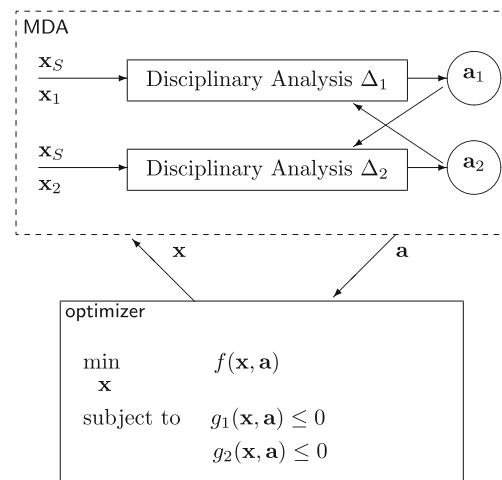 MDA
x_S
x_1
Disciplinary Analysis Δ_1
a_1
x_S
x_2
Disciplinary Analysis Δ_2
a_2
x
a
optimizer
min f(x, a)
x
subject to g_1(x, a) ≤ 0
g_2(x, a) ≤ 0